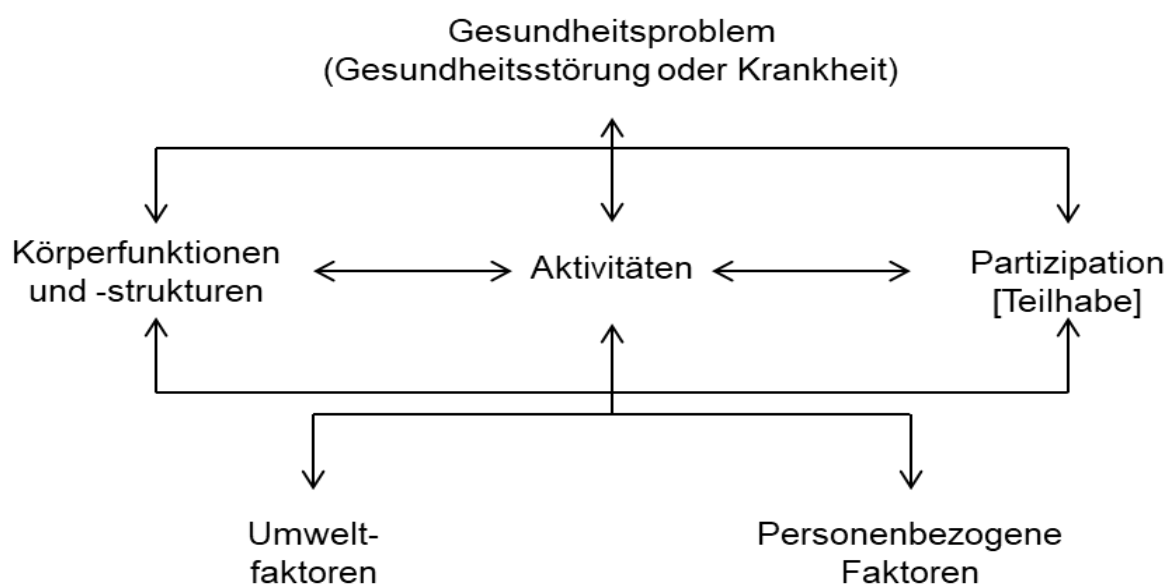 Gesundheitsproblem
(Gesundheitsstörung oder Krankheit)
Körperfunktionen
und -strukturen
Aktivitäten
Partizipation
[Teilhabe]
Umwelt-
faktoren
Personenbezogene
Faktoren